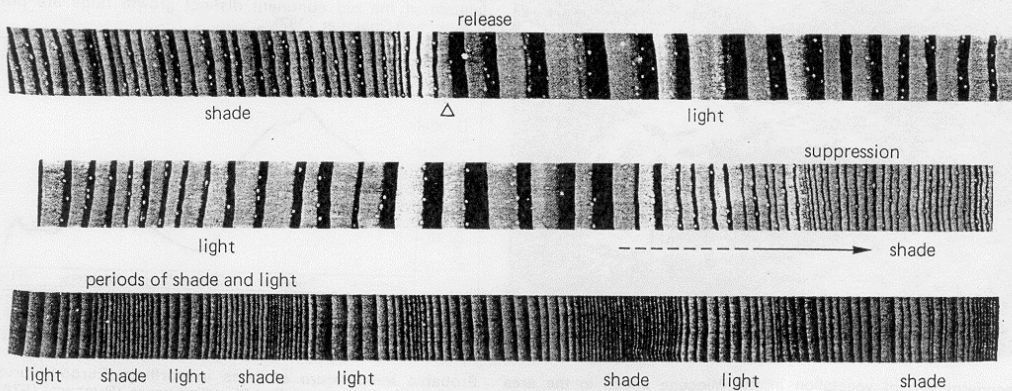 release
shade △ light
suppression
light shade
periods of shade and light
light shade light shade light shade light shade